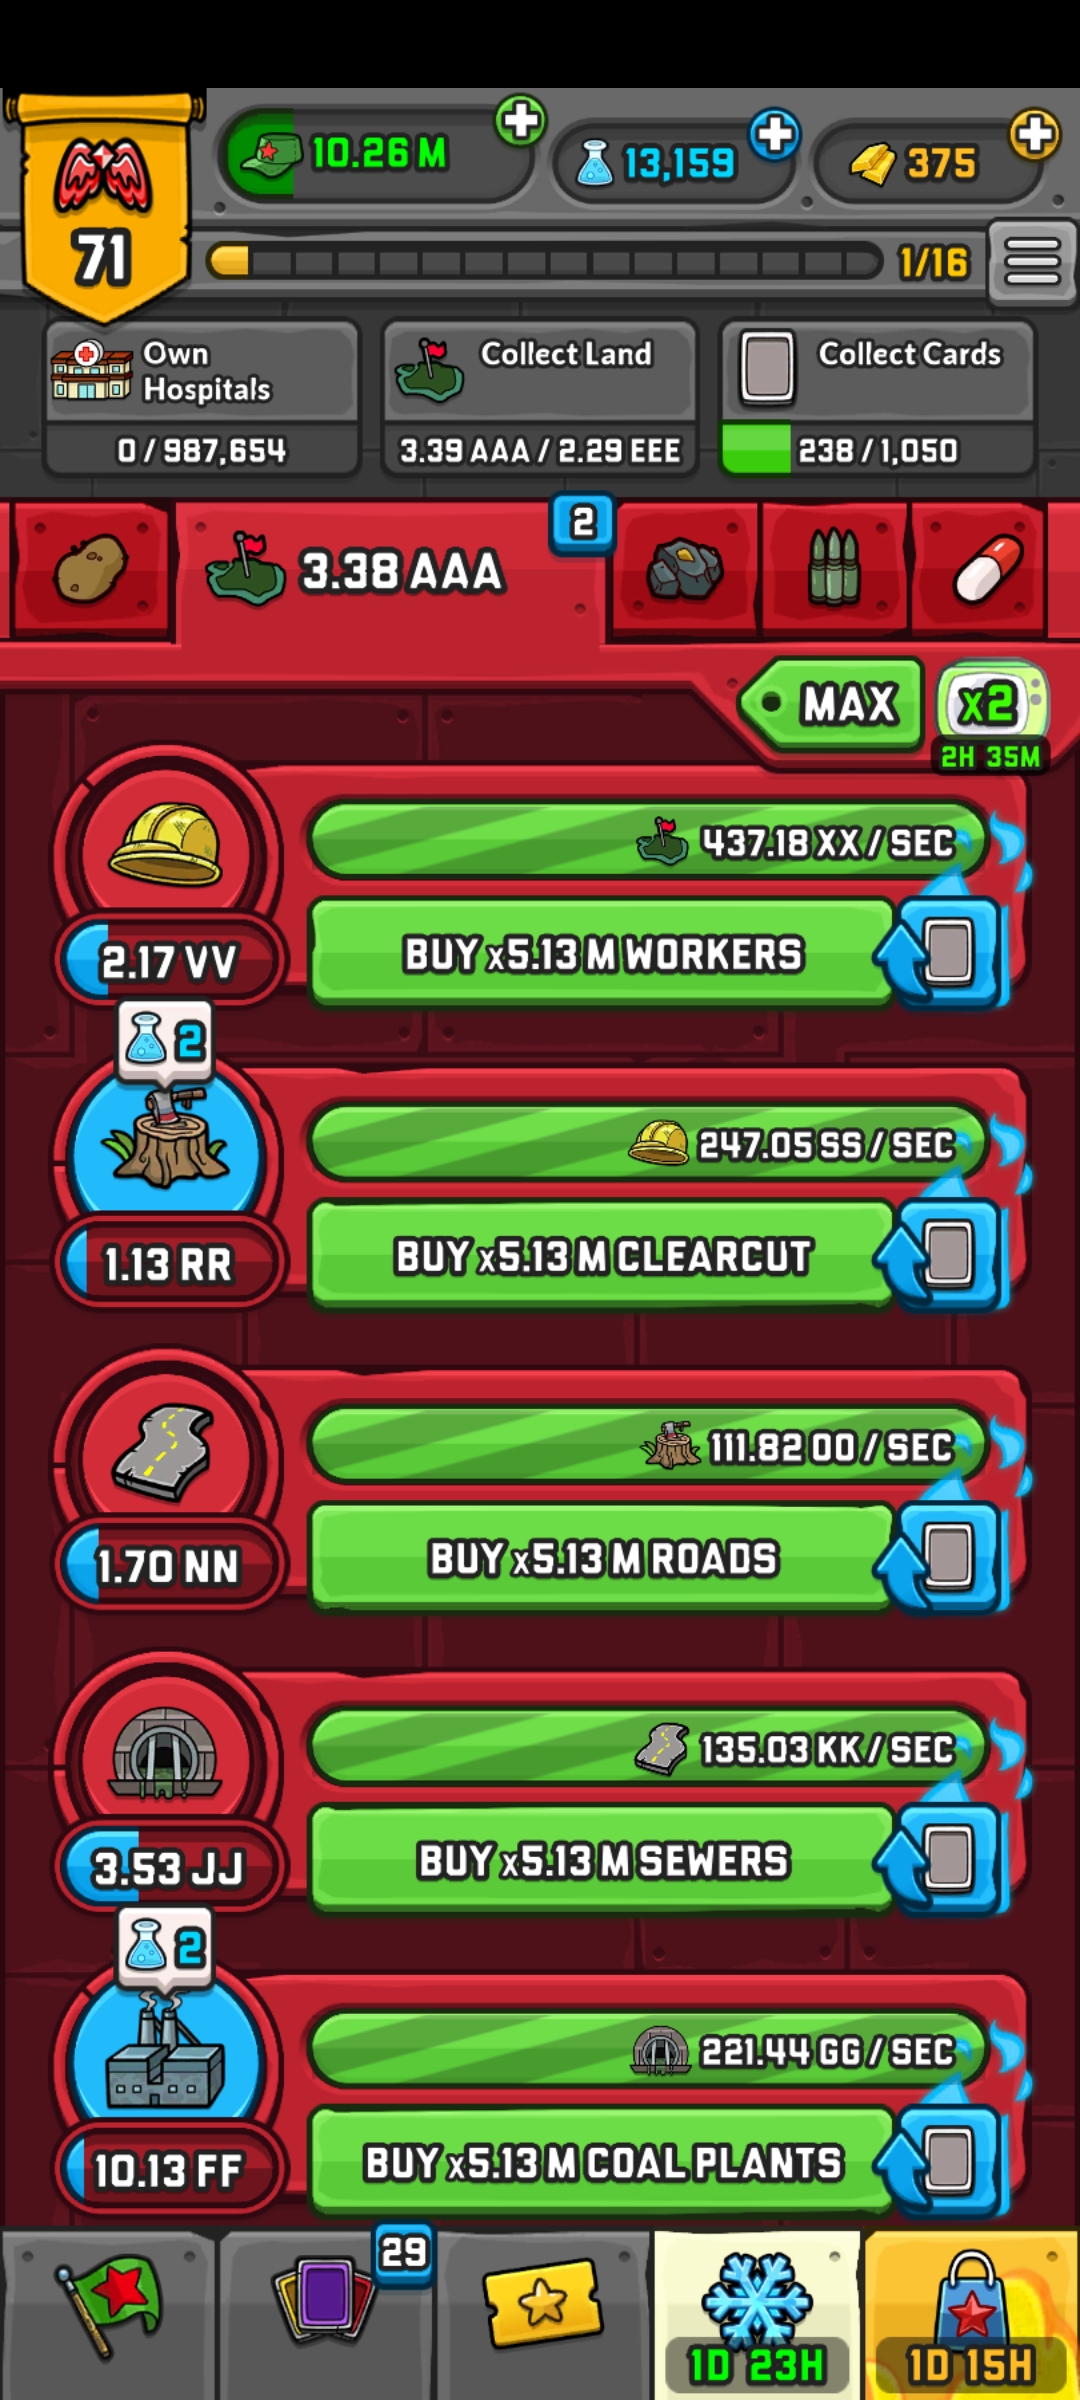 71
10.26 M
13,159
375
1/16
Own
Hospitals
0 / 987,654
Collect Land
3.39 AAA / 2.29 EEE
Collect Cards
238 / 1,050
3.38 AAA
2
MAX
x2
2H 35M
437.18 XX / SEC
BUY x5.13 M WORKERS
2.17 VV
2
247.05 SS / SEC
BUY x5.13 M CLEARCUT
1.13 RR
111.82 OO / SEC
BUY x5.13 M ROADS
1.70 NN
135.03 KK / SEC
BUY x5.13 M SEWERS
3.53 JJ
2
221.44 GG / SEC
BUY x5.13 M COAL PLANTS
10.13 FF
29
1D 23H
1D 15H